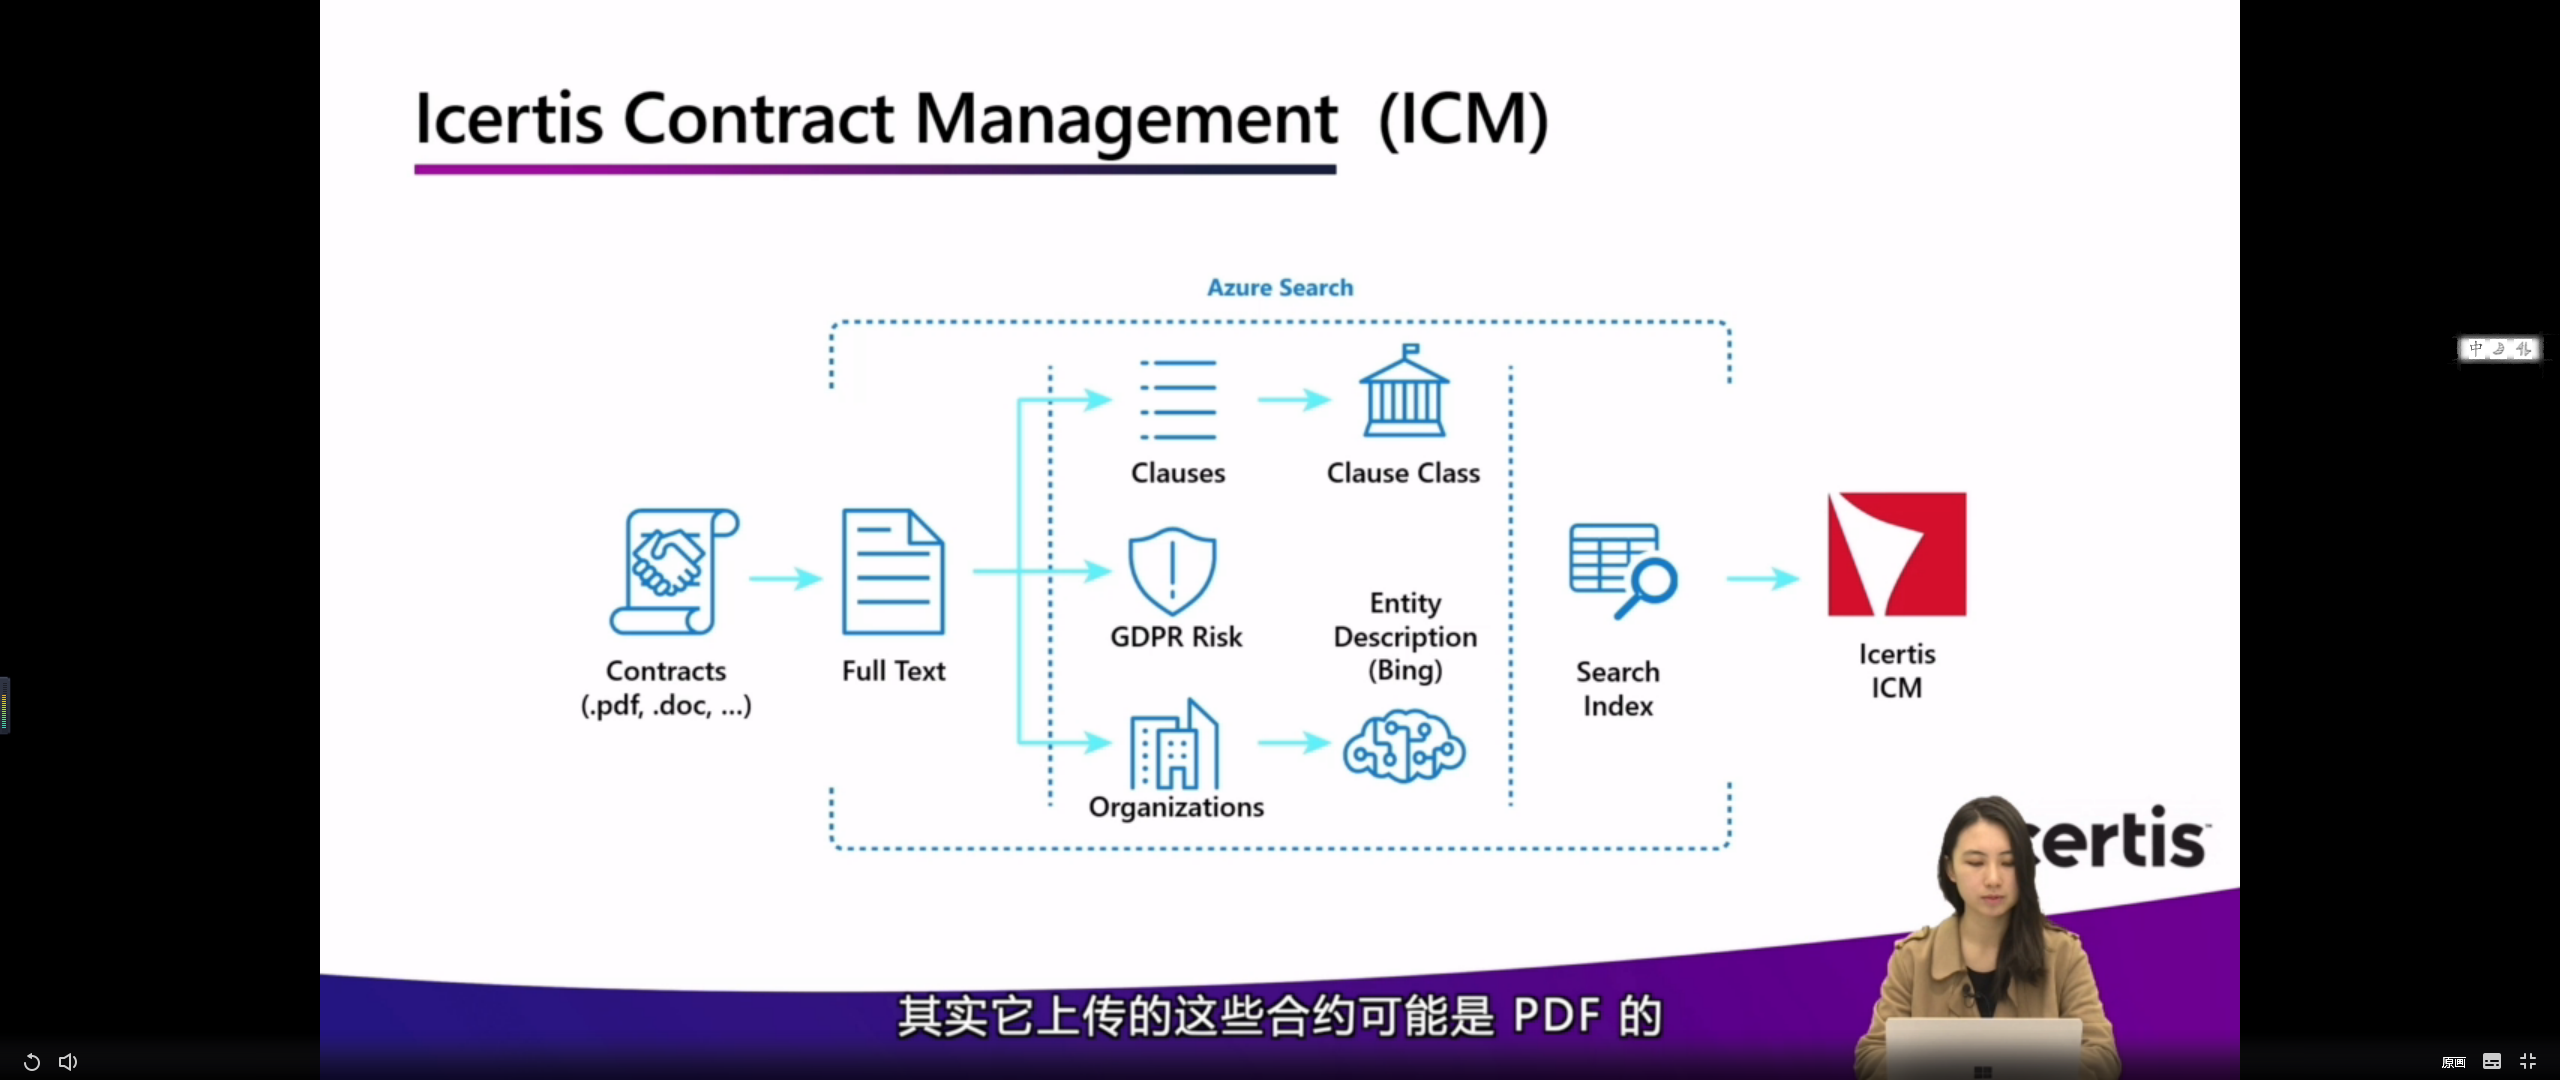 Icertis Contract Management (ICM)
Azure Search
Clauses
Clause Class
Contracts
(.pdf, .doc, ...)
Full Text
GDPR Risk
Entity
Description
(Bing)
Organizations
Search
Index
Icertis
ICM
certis™
其实它上传的这些合约可能是 PDF 的
中
原画